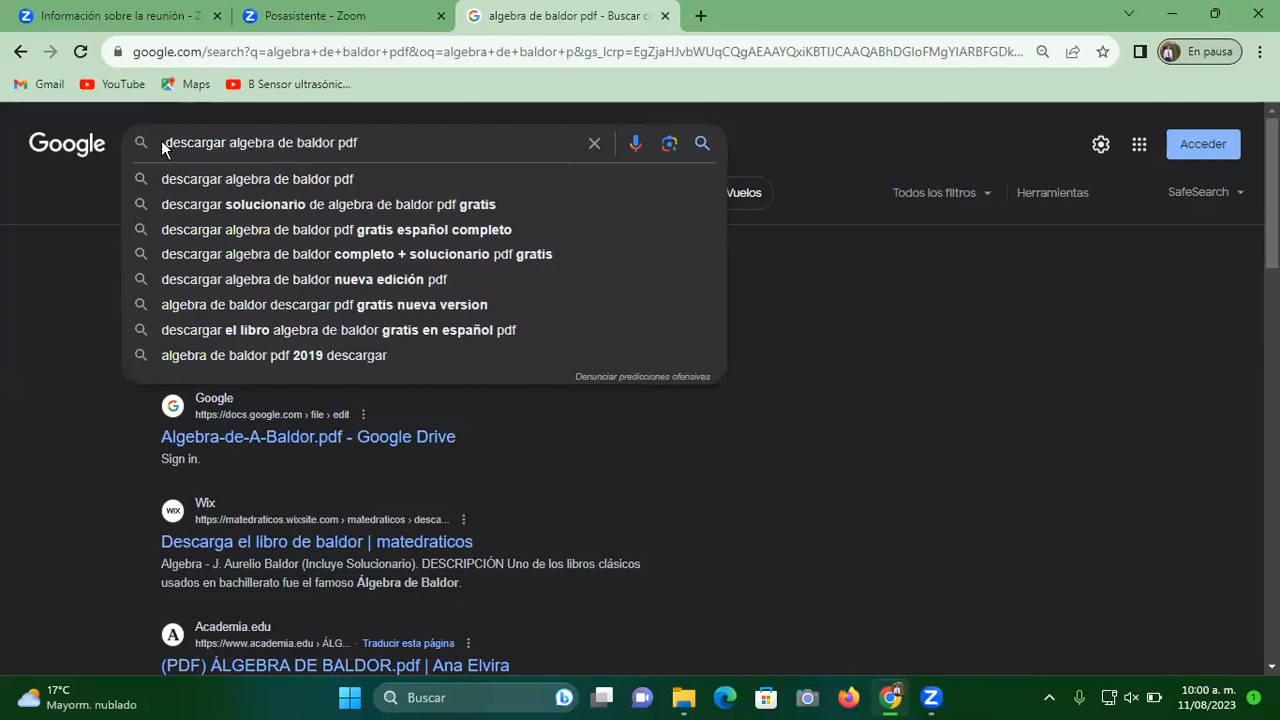 Información sobre la reunión - Z
Posasistente - Zoom
algebra de baldor pdf - Buscar c
google.com/search?q=algebra+de+baldor+pdf&oq=algebra+de+baldor+p&gs_lcrp=EgZjaHJvbWUqCQgAEAAYQxiKBTIJCAAQABhDGIoFMgYIARBFGDk...
En pausa
Gmail
YouTube
Maps
B Sensor ultrasónic...
Google
descargar algebra de baldor pdf
Acceder
descargar algebra de baldor pdf
Vuelos
Todos los filtros
Herramientas
SafeSearch
descargar solucionario de algebra de baldor pdf gratis
descargar algebra de baldor pdf gratis español completo
descargar algebra de baldor completo + solucionario pdf gratis
descargar algebra de baldor nueva edición pdf
algebra de baldor descargar pdf gratis nueva version
descargar el libro algebra de baldor gratis en español pdf
algebra de baldor pdf 2019 descargar
Denunciar predicciones ofensivas
Google
https://docs.google.com › file › edit
Algebra-de-A-Baldor.pdf - Google Drive
Sign in.
WIX
Wix
https://matedraticos.wixsite.com › matedraticos › desca...
Descarga el libro de baldor | matedraticos
Algebra - J. Aurelio Baldor (Incluye Solucionario). DESCRIPCIÓN Uno de los libros clásicos
usados en bachillerato fue el famoso Álgebra de Baldor.
A
Academia.edu
https://www.academia.edu › ÁLG... · Traducir esta página
(PDF) ÁLGEBRA DE BALDOR.pdf | Ana Elvira
17°C
Mayorm. nublado
Buscar
10:00 a. m.
11/08/2023
1